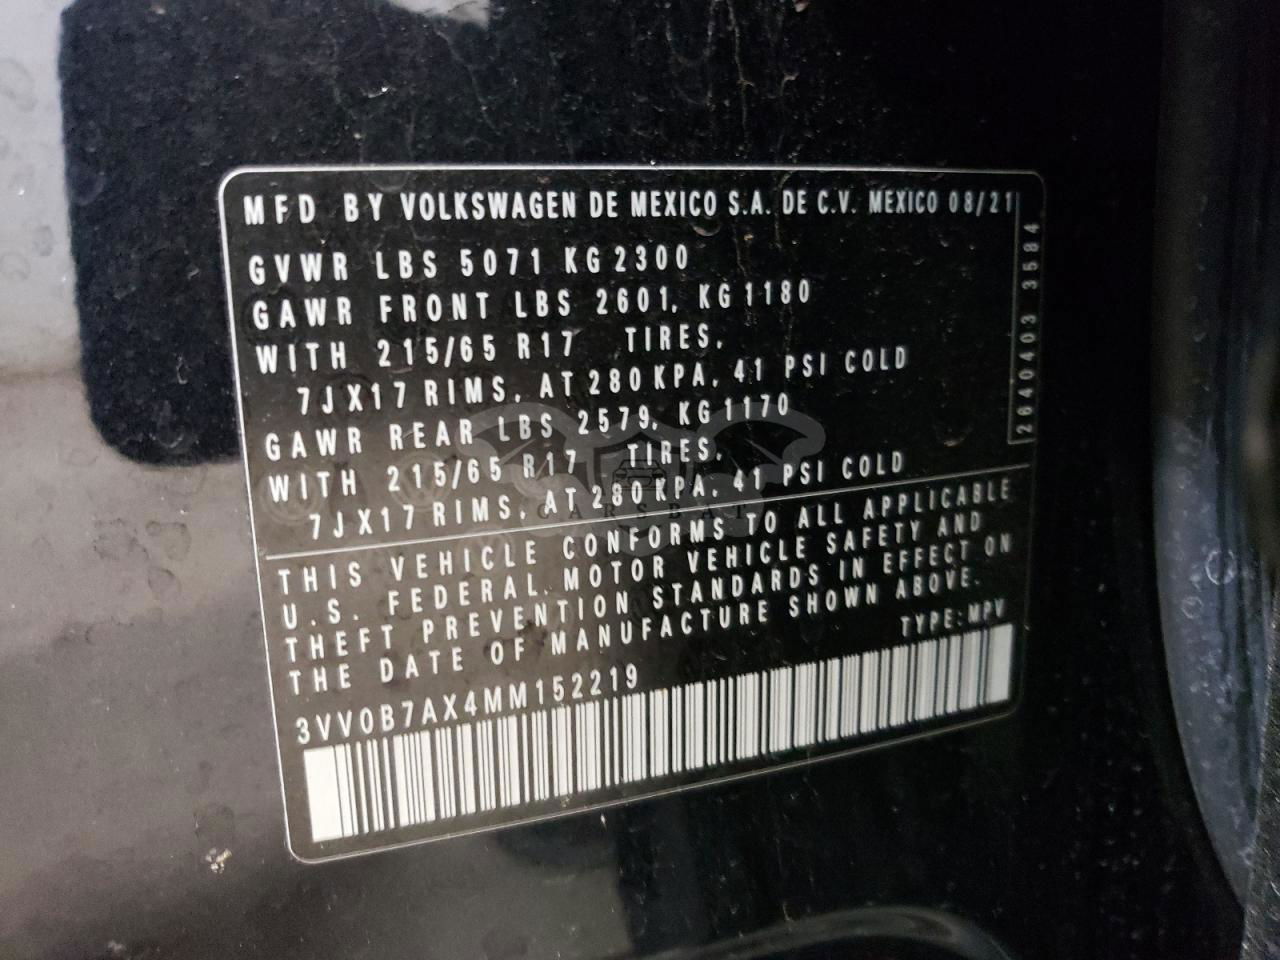 MFD BY VOLKSWAGEN DE MEXICO S.A. DE C.V. MEXICO 08/21
GVWR LBS 5071 KG 2300
GAWR FRONT LBS 2601, KG 1180
WITH 215/65 R17 TIRES,
7JX17 RIMS, AT 280 KPA, 41 PSI COLD
GAWR REAR LBS 2579, KG 1170
WITH 215/65 R17 TIRES,
7JX17 RIMS, AT 280 KPA, 41 PSI COLD
2640403 3584
CARSBAT
THIS VEHICLE CONFORMS TO ALL APPLICABLE
U.S. FEDERAL MOTOR VEHICLE SAFETY AND
THEFT PREVENTION STANDARDS IN EFFECT ON
THE DATE OF MANUFACTURE SHOWN ABOVE.
TYPE: MPV
3VV0B7AX4MM152219